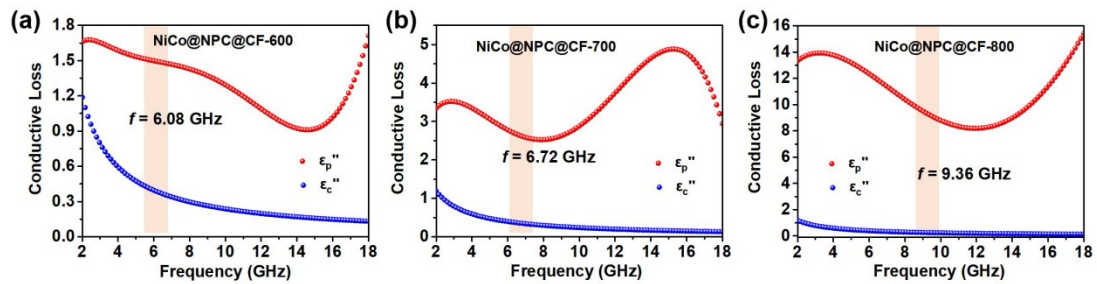 (a)
1.8
1.5
1.2
0.9
0.6
0.3
0.0
Conductive Loss
NiCo@NPC@CF-600
f = 6.08 GHz
εp''
εc''
2 4 6 8 10 12 14 16 18
Frequency (GHz)
(b)
5
4
3
2
1
0
Conductive Loss
NiCo@NPC@CF-700
f = 6.72 GHz
εp''
εc''
2 4 6 8 10 12 14 16 18
Frequency (GHz)
(c)
16
14
12
10
8
6
4
2
0
Conductive Loss
NiCo@NPC@CF-800
f = 9.36 GHz
εp''
εc''
2 4 6 8 10 12 14 16 18
Frequency (GHz)